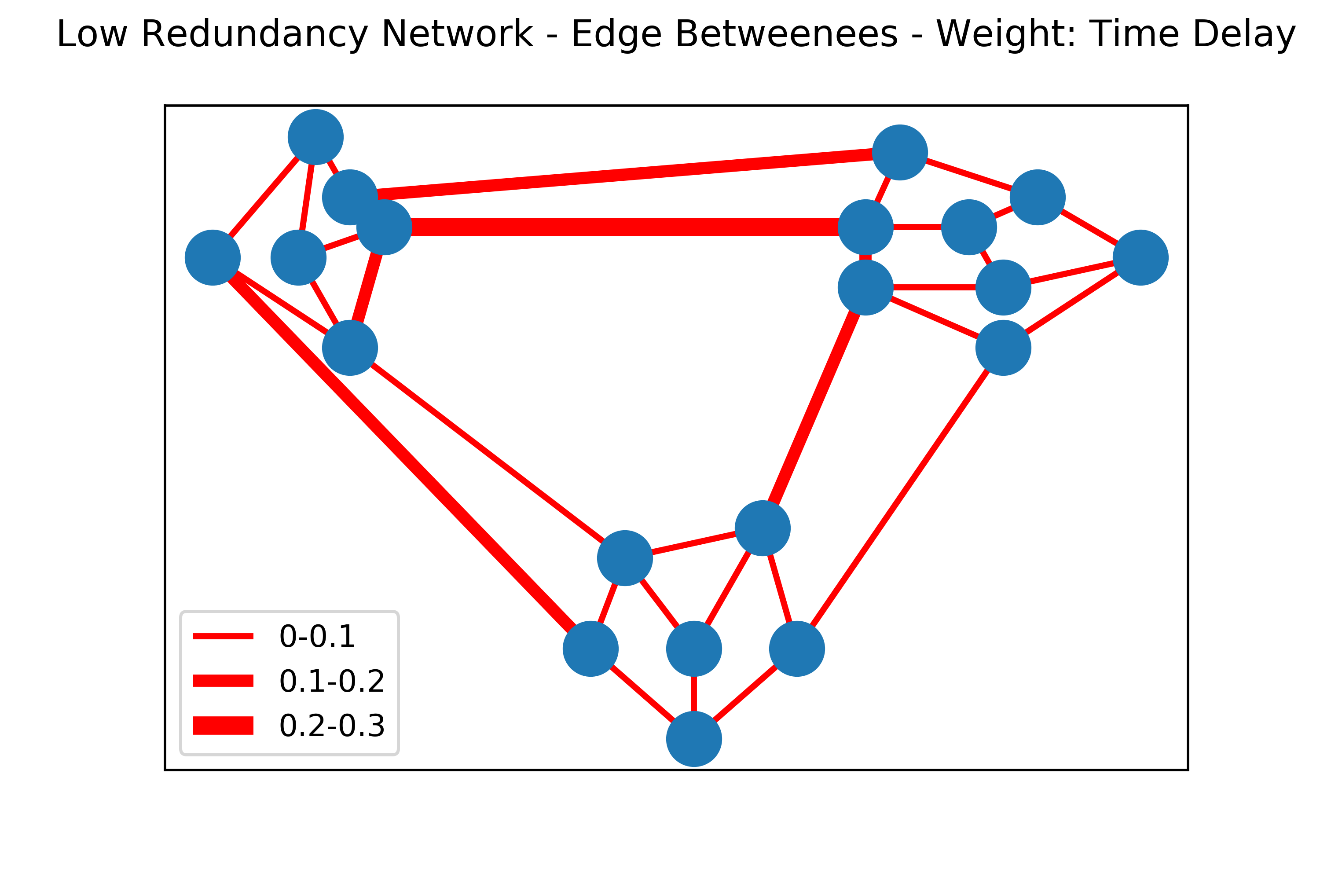 Low Redundancy Network - Edge Betweenees - Weight: Time Delay
0-0.1
0.1-0.2
0.2-0.3